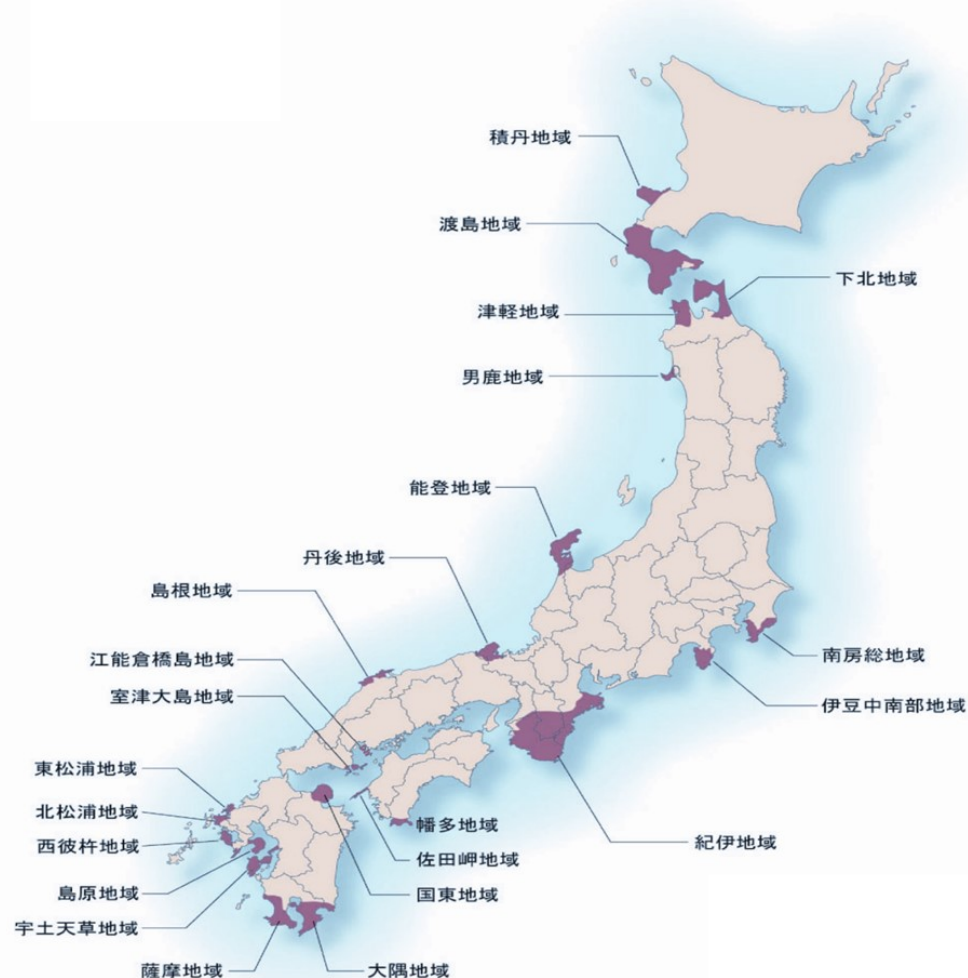 積丹地域
渡島地域
下北地域
津軽地域
男鹿地域
能登地域
丹後地域
島根地域
南房総地域
江能倉橋島地域
室津大島地域
伊豆中南部地域
東松浦地域
北松浦地域
幡多地域
紀伊地域
西彼杵地域
佐田岬地域
島原地域
国東地域
宇土天草地域
薩摩地域
大隅地域